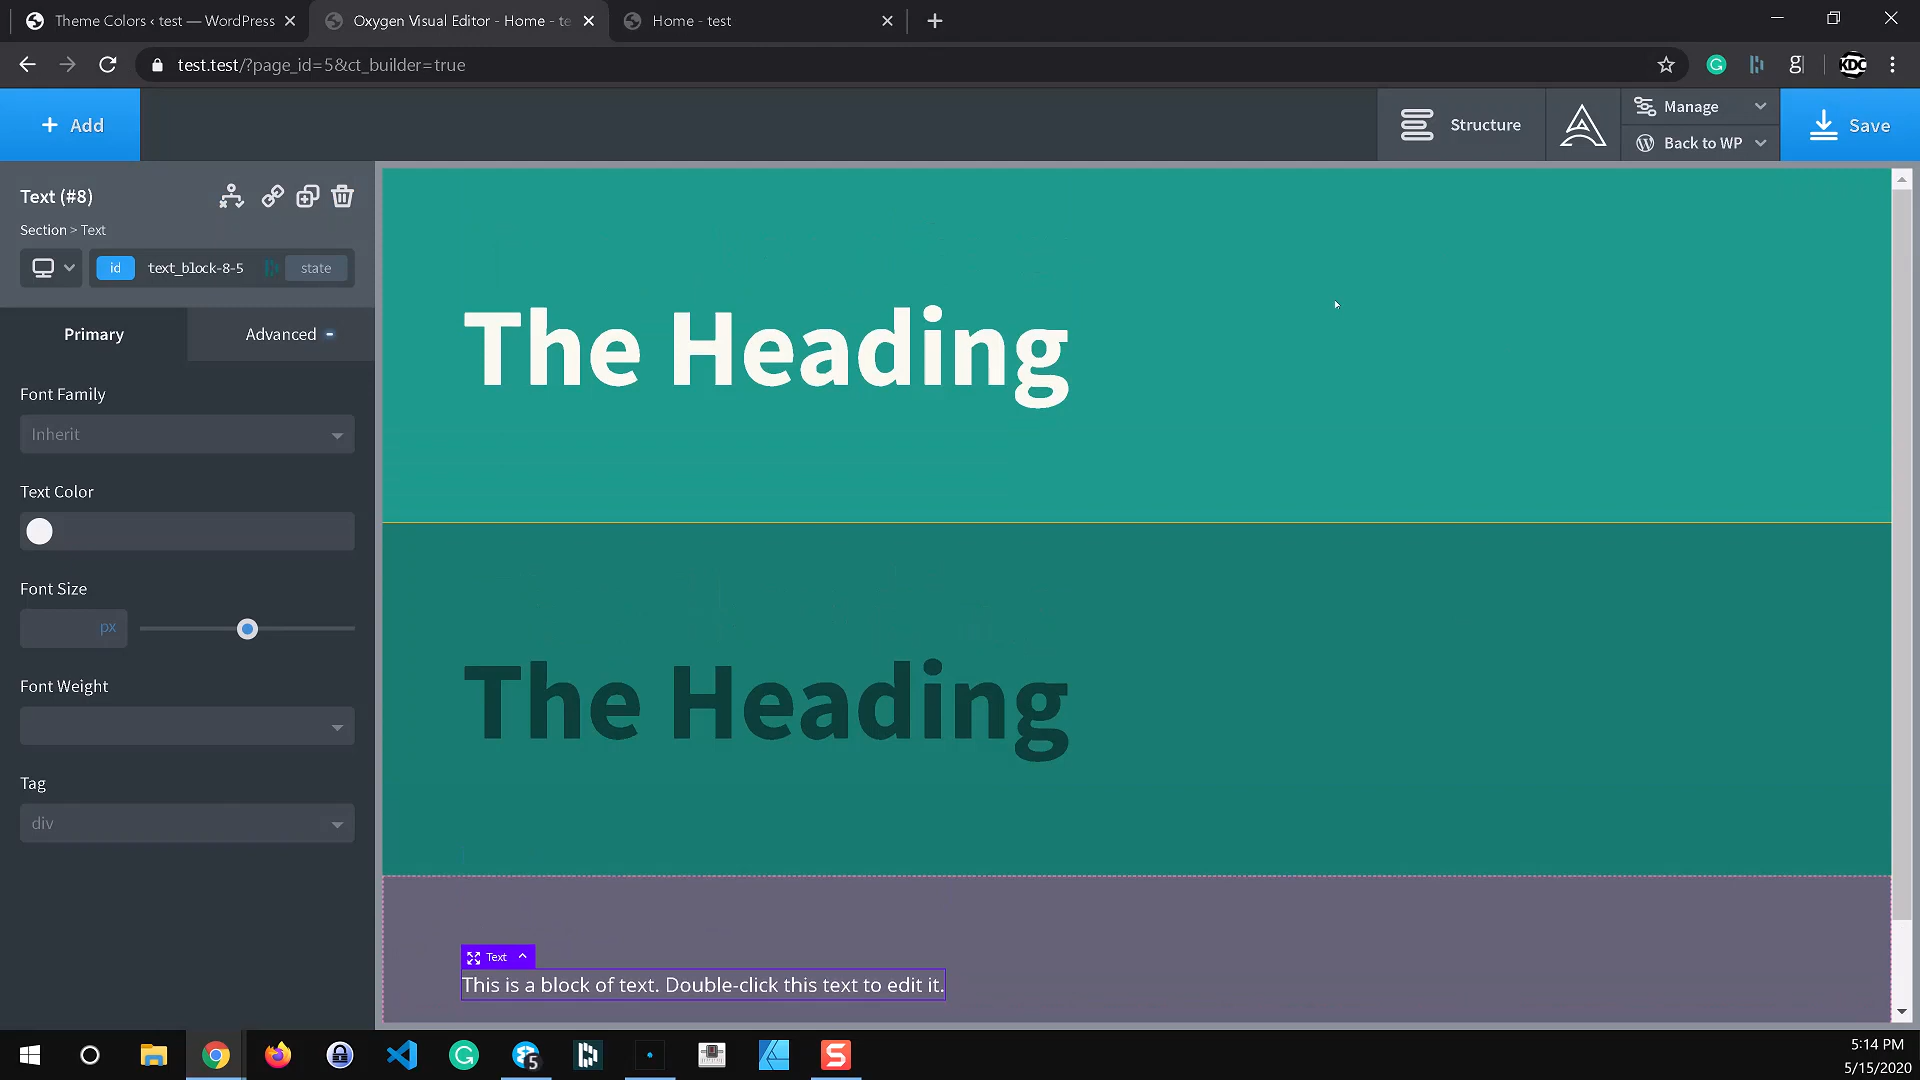 Theme Colors ‹ test — WordPress
Oxygen Visual Editor - Home - te
Home - test
test.test/?page_id=5&ct_builder=true
KDC
Add
Structure
Manage
Back to WP
Save
Text (#8)
Section > Text
id text_block-8-5 state
Primary
Advanced
Font Family
Inherit
Text Color
Font Size
px
Font Weight
Tag
div
The Heading
The Heading
Text
This is a block of text. Double-click this text to edit it.
5
5:14 PM
5/15/2020